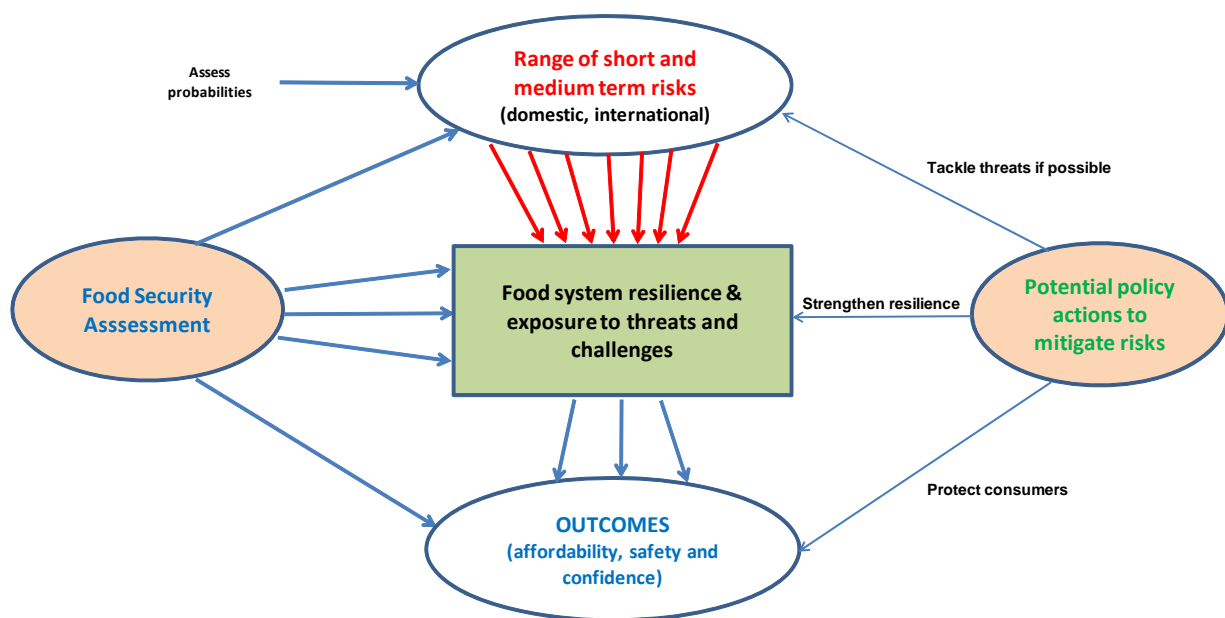 Range of short and
medium term risks
(domestic, international)
Assess
probabilities
Tackle threats if possible
Food Security
Asssessment
Food system resilience &
exposure to threats and
challenges
Strengthen resilience
Potential policy
actions to
mitigate risks
Protect consumers
OUTCOMES
(affordability, safety and
confidence)